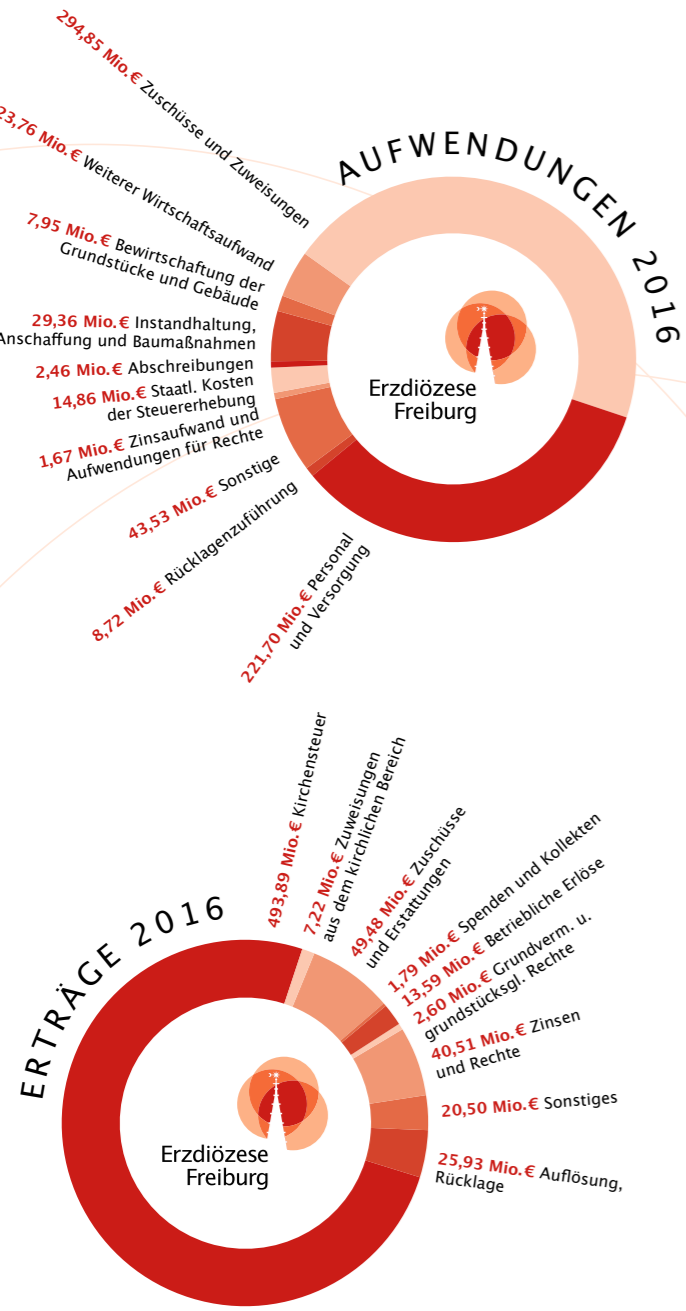 AUFWENDUNGEN 2016
294,85 Mio. € Zuschüsse und Zuweisungen
23,76 Mio. € Weiterer Wirtschaftsaufwand
7,95 Mio. € Bewirtschaftung der
Grundstücke und Gebäude
29,36 Mio. € Instandhaltung,
Anschaffung und Baumaßnahmen
2,46 Mio. € Abschreibungen
14,86 Mio. € Staatl. Kosten
der Steuererhebung
1,67 Mio. € Zinsaufwand und
Aufwendungen für Rechte
43,53 Mio. € Sonstige
8,72 Mio. € Rücklagenzuführung
221,70 Mio. € Personal
und Versorgung
Erzdiözese
Freiburg
ERTRÄGE 2016
493,89 Mio. € Kirchensteuer
7,22 Mio. € Zuweisungen
aus dem kirchlichen Bereich
49,48 Mio. € Zuschüsse
und Erstattungen
1,79 Mio. € Spenden und Kollekten
13,59 Mio. € Betriebliche Erlöse
2,60 Mio. € Grundverm. u.
grundstücksgl. Rechte
40,51 Mio. € Zinsen
und Rechte
20,50 Mio. € Sonstiges
25,93 Mio. € Auflösung,
Rücklage
Erzdiözese
Freiburg